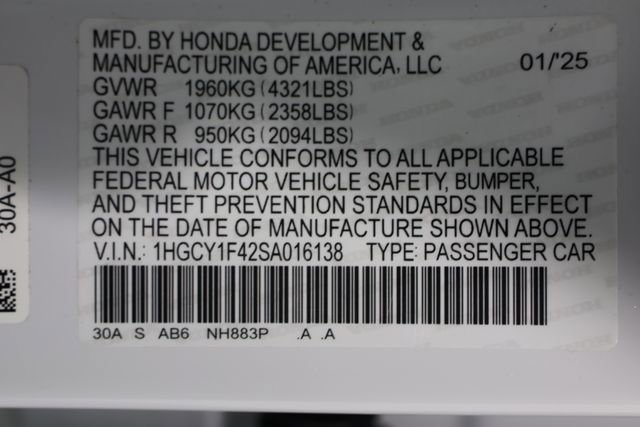 MFD. BY HONDA DEVELOPMENT &
MANUFACTURING OF AMERICA, LLC 01/'25
GVWR 1960KG (4321LBS)
GAWR F 1070KG (2358LBS)
GAWR R 950KG (2094LBS)
THIS VEHICLE CONFORMS TO ALL APPLICABLE
FEDERAL MOTOR VEHICLE SAFETY, BUMPER,
AND THEFT PREVENTION STANDARDS IN EFFECT
ON THE DATE OF MANUFACTURE SHOWN ABOVE.
V.I.N.: 1HGCY1F42SA016138 TYPE: PASSENGER CAR
30A S AB6 NH883P .A .A
30A-A0